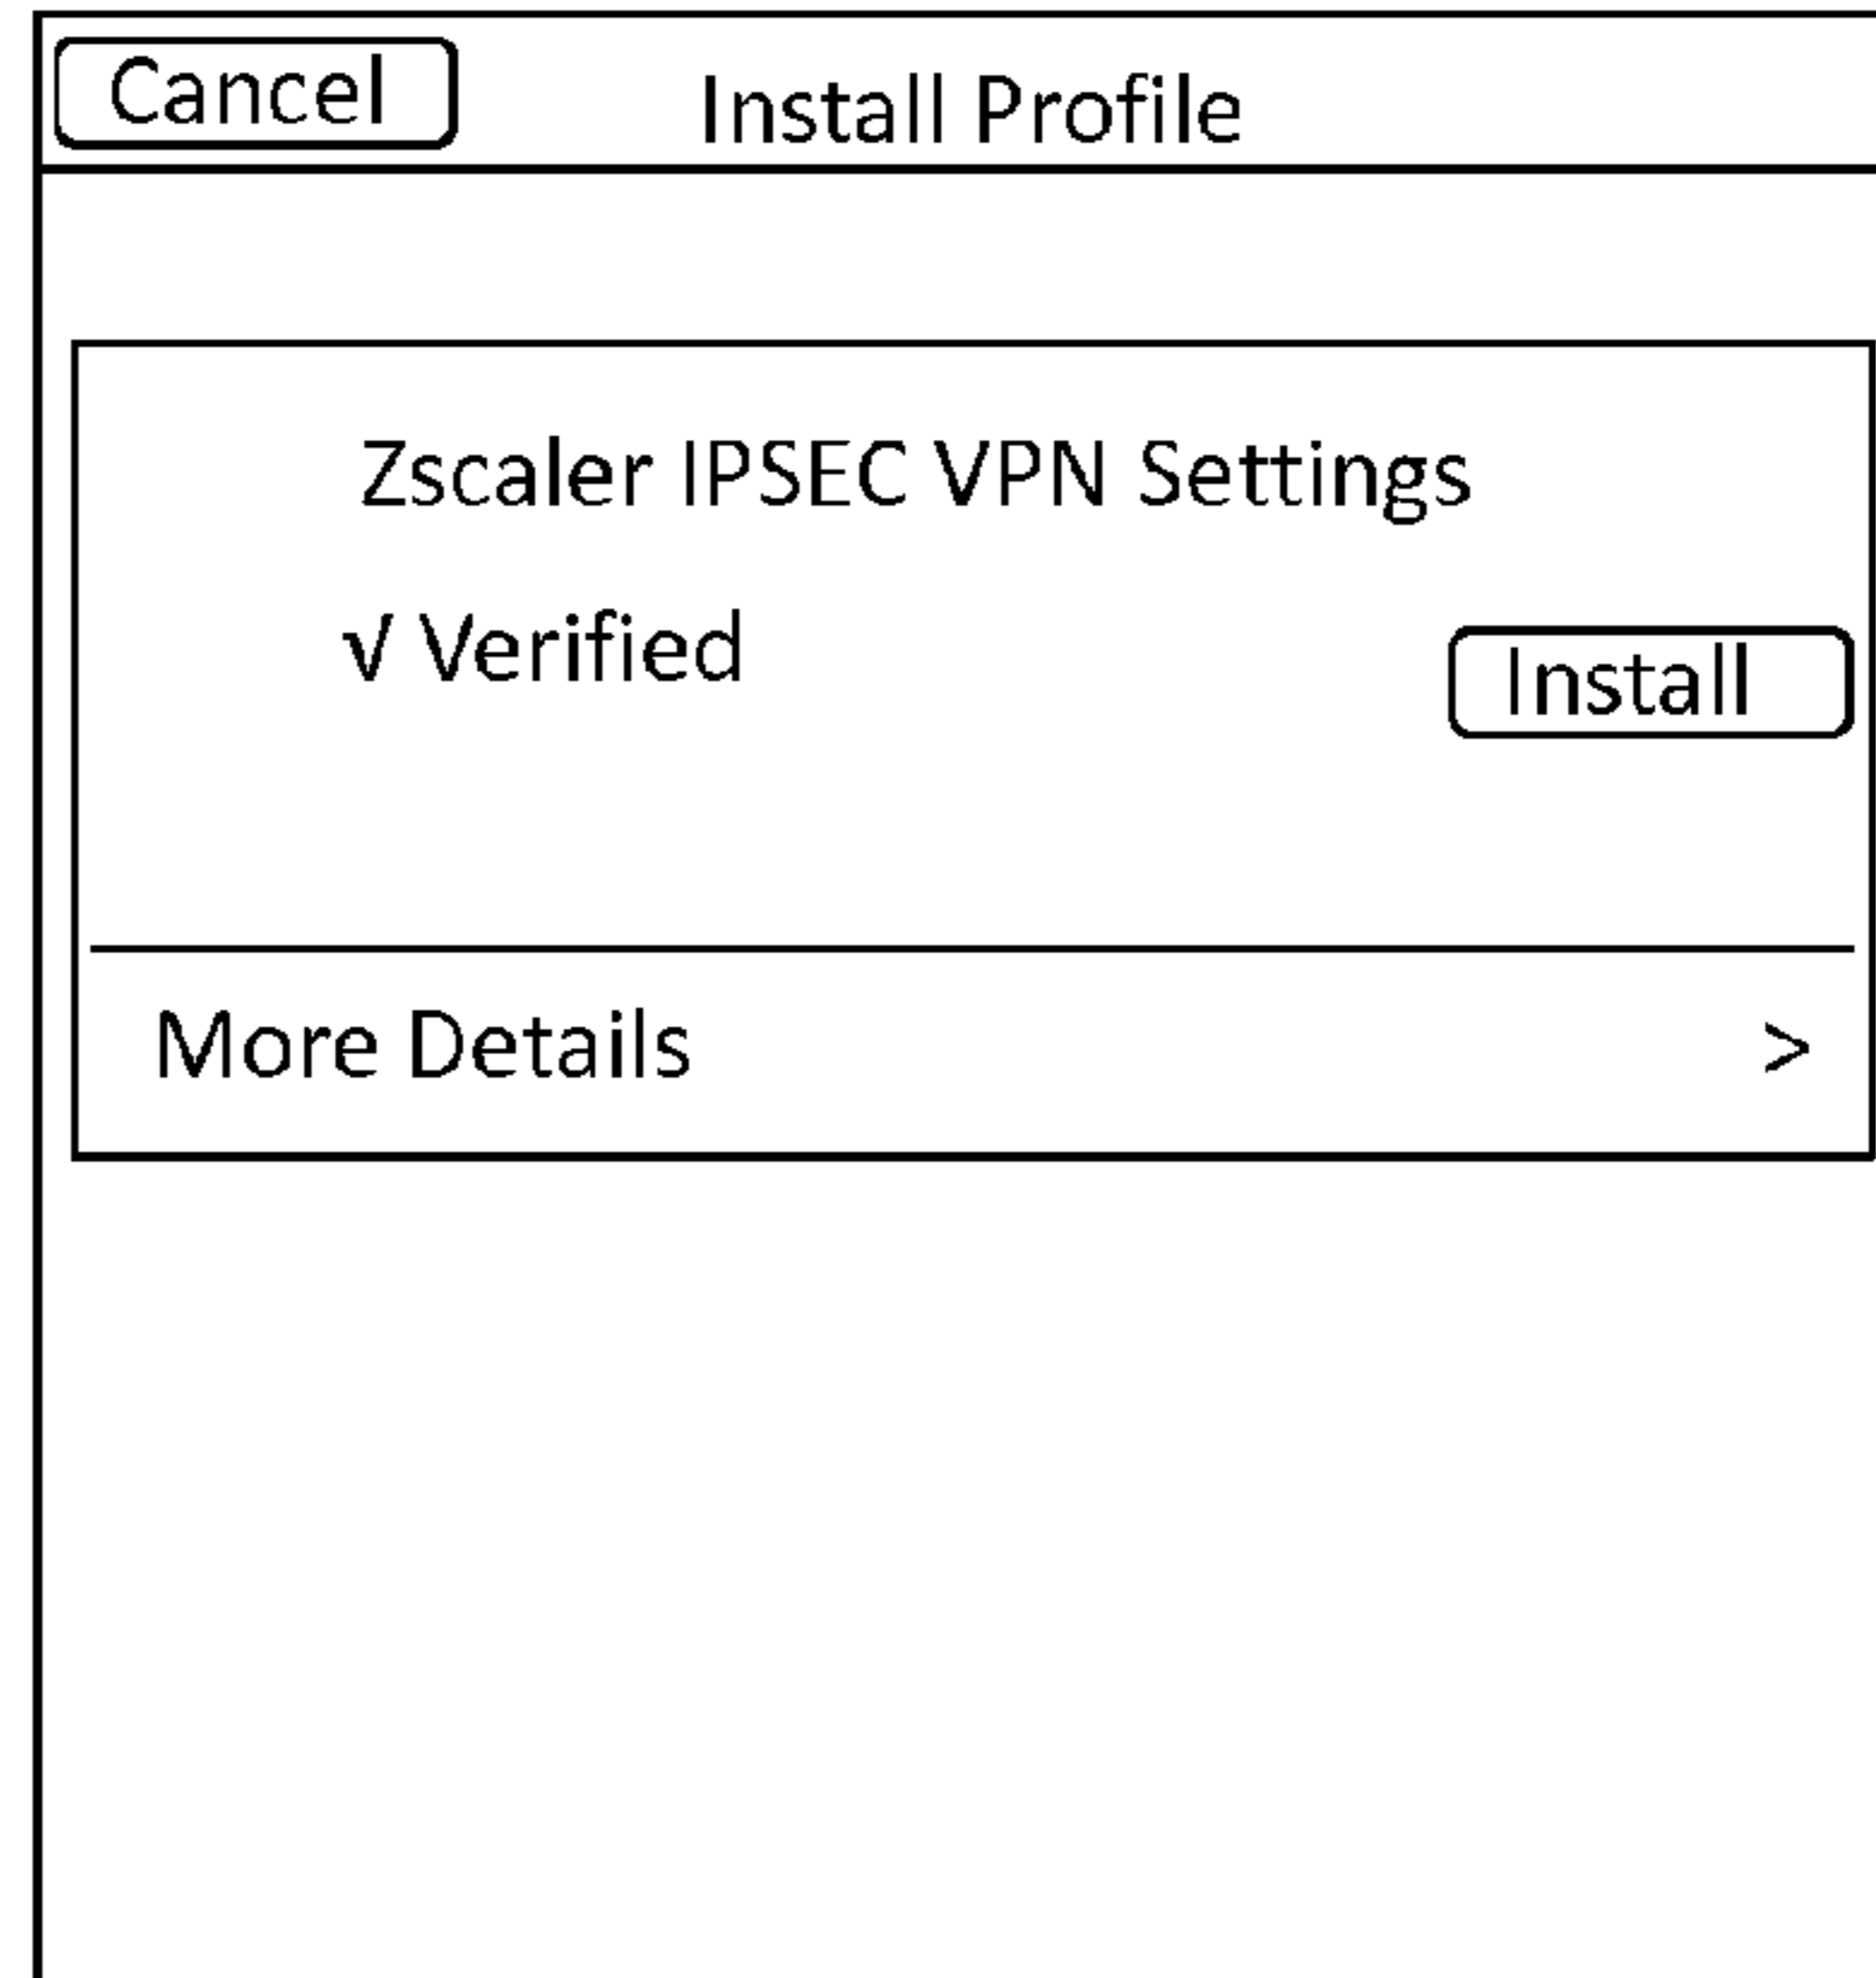 Cancel
Install Profile
Zscaler IPSEC VPN Settings
√ Verified
Install
More Details >